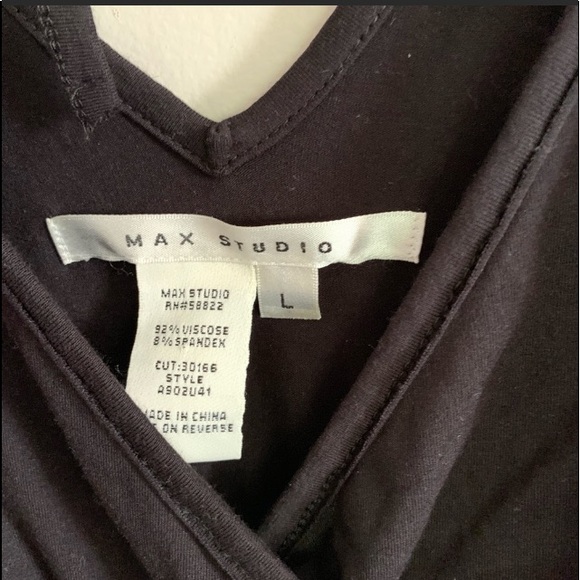 MAX STUDIO
L
MAX STUDIO
RN#58822
92% VISCOSE
8% SPANDEX
CUT:30166
STYLE
A902U41
MADE IN CHINA
ON REVERSE